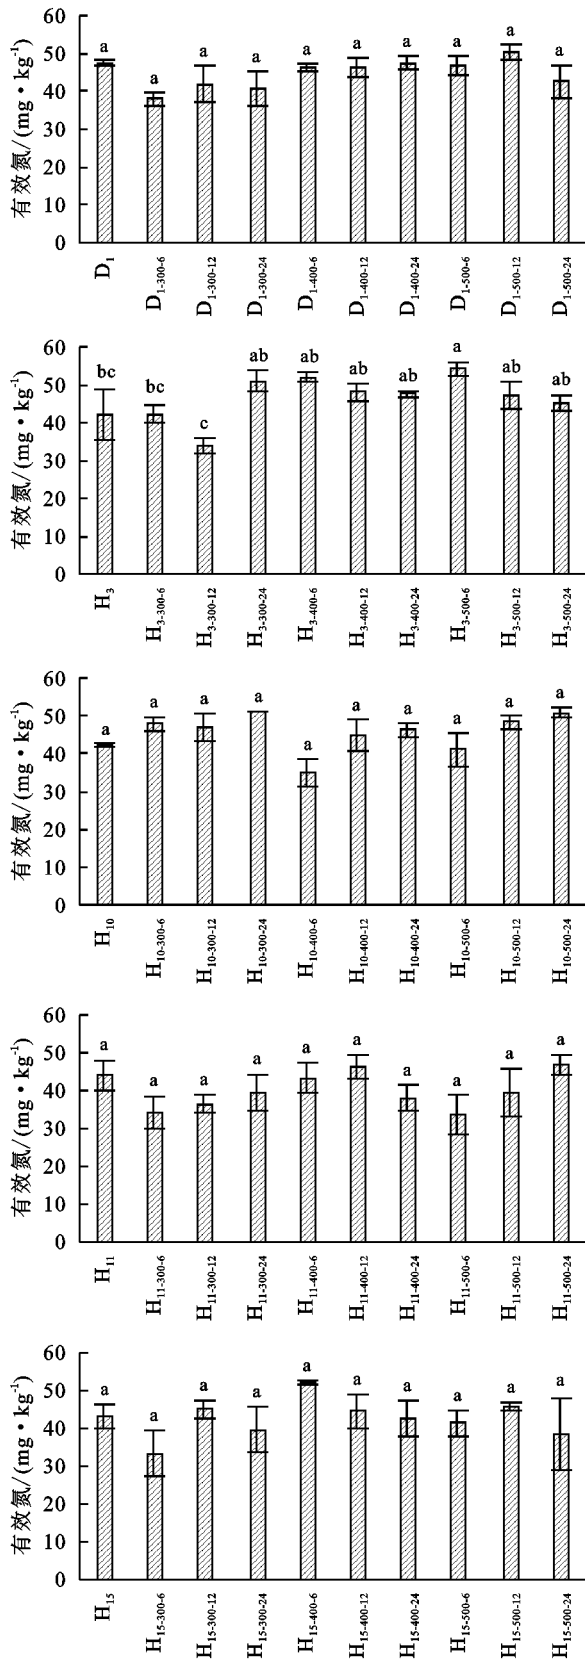 有效氮/(mg·kg⁻¹)
60
50
40
30
20
10
0
a a a a a a a a a a
D₁ D₁₋₃₀₀₋₆ D₁₋₃₀₀₋₁₂ D₁₋₃₀₀₋₂₄ D₁₋₄₀₀₋₆ D₁₋₄₀₀₋₁₂ D₁₋₄₀₀₋₂₄ D₁₋₅₀₀₋₆ D₁₋₅₀₀₋₁₂ D₁₋₅₀₀₋₂₄
有效氮/(mg·kg⁻¹)
60
50
40
30
20
10
0
bc bc c ab ab ab ab a ab ab
H₃ H₃₋₃₀₀₋₆ H₃₋₃₀₀₋₁₂ H₃₋₃₀₀₋₂₄ H₃₋₄₀₀₋₆ H₃₋₄₀₀₋₁₂ H₃₋₄₀₀₋₂₄ H₃₋₅₀₀₋₆ H₃₋₅₀₀₋₁₂ H₃₋₅₀₀₋₂₄
有效氮/(mg·kg⁻¹)
60
50
40
30
20
10
0
a a a a a a a a a a
H₁₀ H₁₀₋₃₀₀₋₆ H₁₀₋₃₀₀₋₁₂ H₁₀₋₃₀₀₋₂₄ H₁₀₋₄₀₀₋₆ H₁₀₋₄₀₀₋₁₂ H₁₀₋₄₀₀₋₂₄ H₁₀₋₅₀₀₋₆ H₁₀₋₅₀₀₋₁₂ H₁₀₋₅₀₀₋₂₄
有效氮/(mg·kg⁻¹)
60
50
40
30
20
10
0
a a a a a a a a a a
H₁₁ H₁₁₋₃₀₀₋₆ H₁₁₋₃₀₀₋₁₂ H₁₁₋₃₀₀₋₂₄ H₁₁₋₄₀₀₋₆ H₁₁₋₄₀₀₋₁₂ H₁₁₋₄₀₀₋₂₄ H₁₁₋₅₀₀₋₆ H₁₁₋₅₀₀₋₁₂ H₁₁₋₅₀₀₋₂₄
有效氮/(mg·kg⁻¹)
60
50
40
30
20
10
0
a a a a a a a a a a
H₁₅ H₁₅₋₃₀₀₋₆ H₁₅₋₃₀₀₋₁₂ H₁₅₋₃₀₀₋₂₄ H₁₅₋₄₀₀₋₆ H₁₅₋₄₀₀₋₁₂ H₁₅₋₄₀₀₋₂₄ H₁₅₋₅₀₀₋₆ H₁₅₋₅₀₀₋₁₂ H₁₅₋₅₀₀₋₂₄